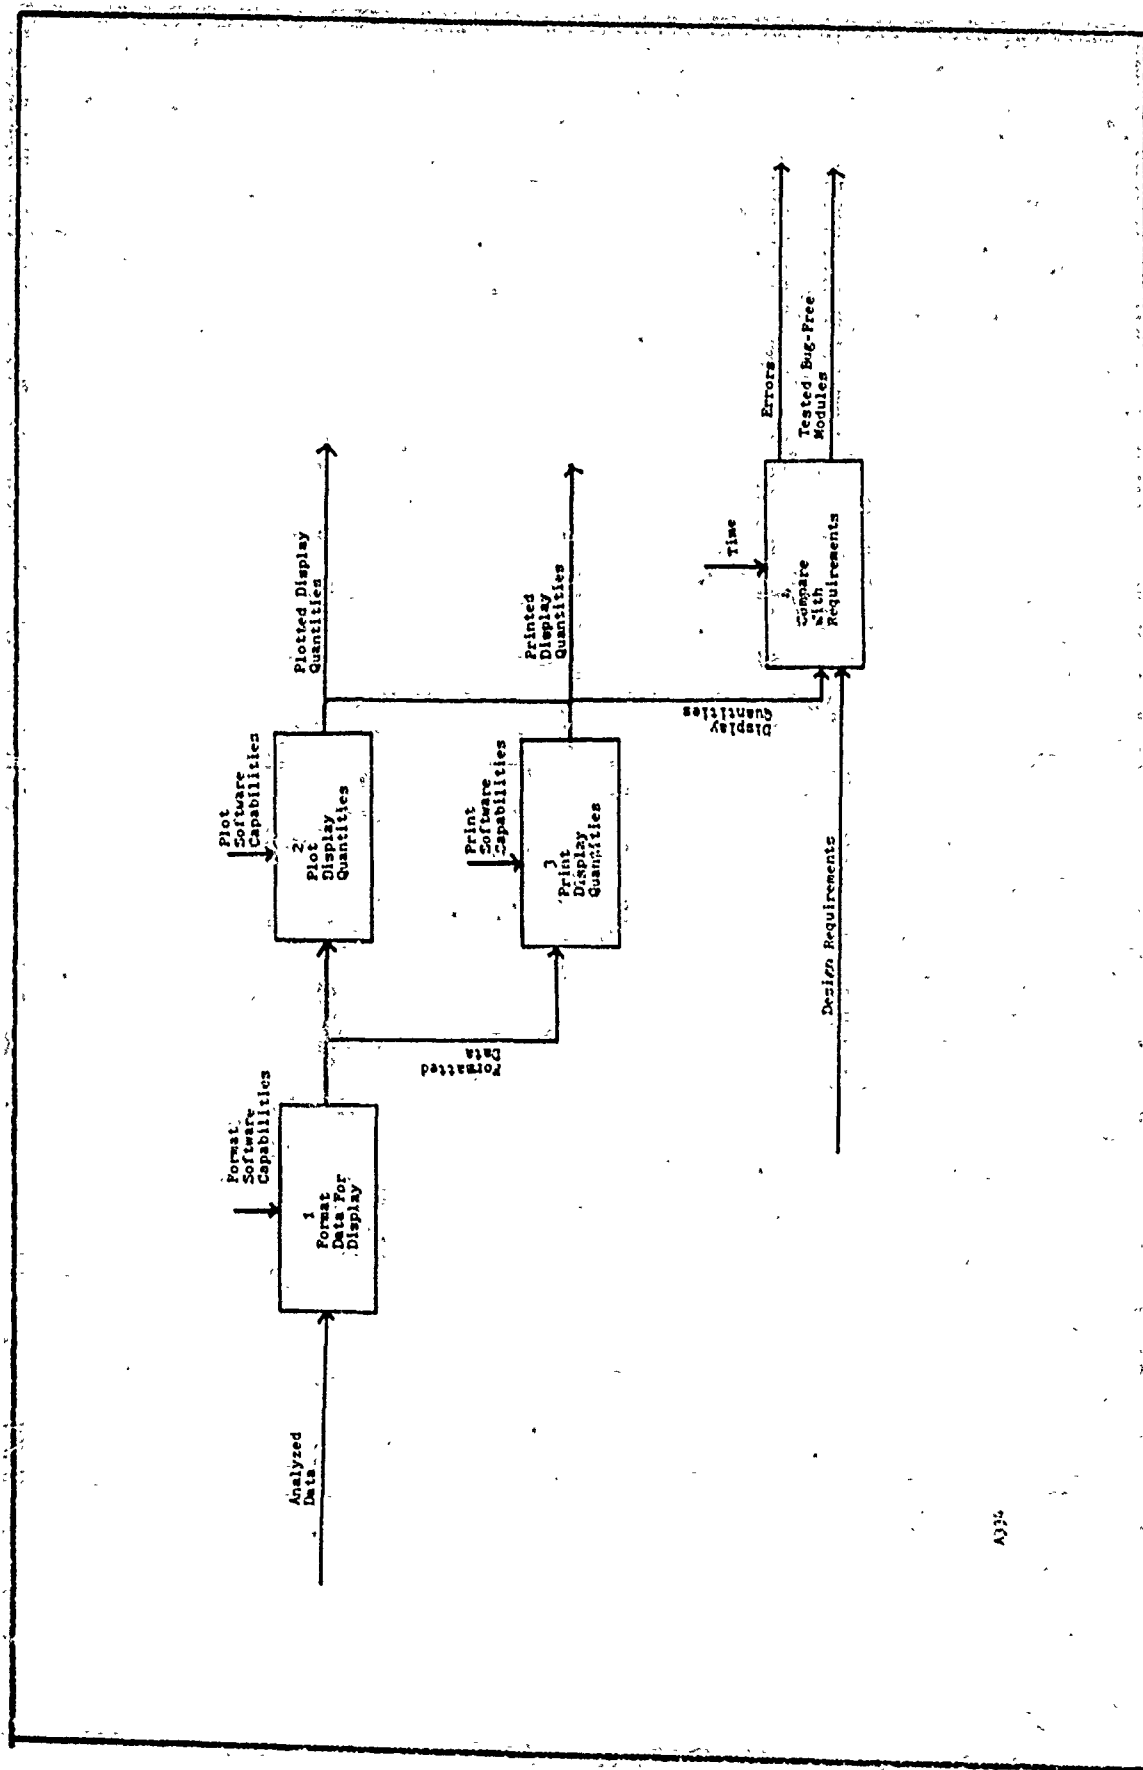 Analyzed
Data
Format
Software
Capabilities
1
Format
Data For
Display
Formatted
Data
Plot
Software
Capabilities
2
Plot
Display
Quantities
Plotted Display
Quantities
Print
Software
Capabilities
3
Print
Display
Quantities
Printed
Display
Quantities
Display
Quantities
Design Requirements
Time
4
Compare
With
Requirements
Errors
Tested Bug-Free
Modules
A334